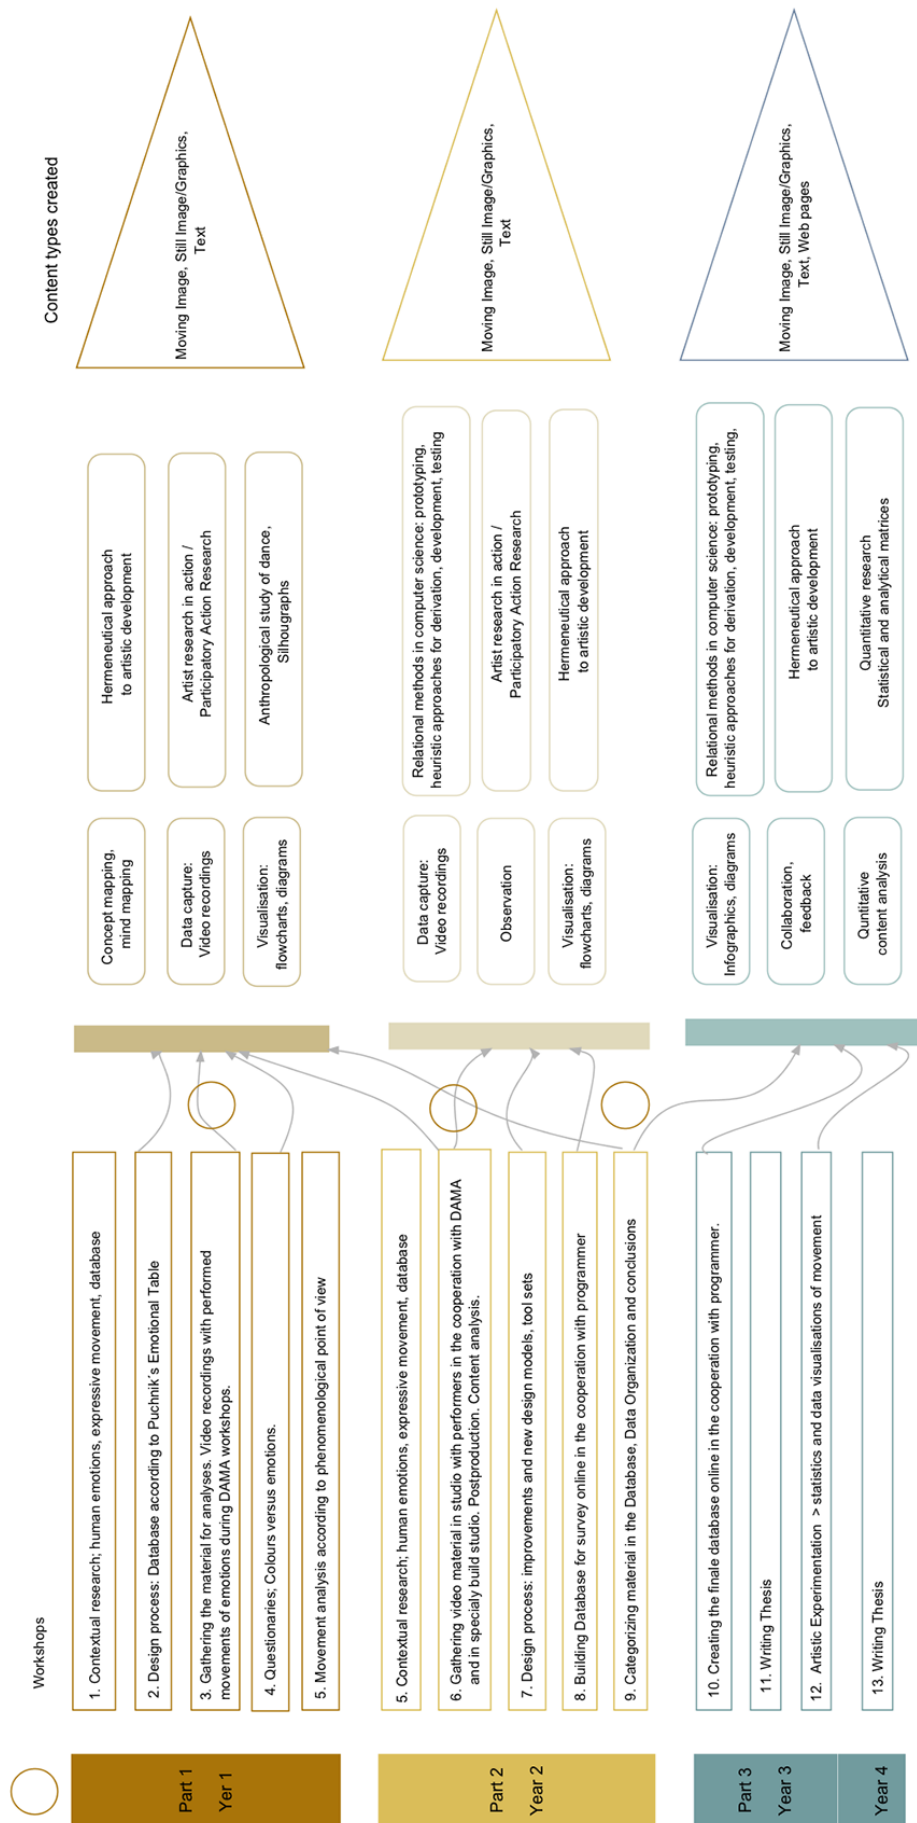 Workshops
Content types created
Part 1
Yer 1
1. Contextual research; human emotions, expressive movement, database
2. Design process: Database according to Puchnik´s Emotional Table
3. Gathering the material for analyses. Video recordings with performed
movements of emotions during DAMA workshops.
4. Questionaries; Colours versus emotions.
5. Movement analysis according to phenomenological point of view
Concept mapping,
mind mapping
Data capture:
Video recordings
Visualisation:
flowcharts, diagrams
Hermeneutical approach
to artistic development
Artist research in action /
Participatory Action Research
Anthropological study of dance,
Silhougraphs
Moving Image, Still Image/Graphics,
Text
Part 2
Year 2
5. Contextual research; human emotions, expressive movement, database
6. Gathering video material in studio with performers in the cooperation with DAMA
and in specialy build studio. Postproduction. Content analysis.
7. Design process: improvements and new design models, tool sets
8. Building Database for survey online in the cooperation with programmer
9. Categorizing material in the Database, Data Organization and conclusions
Data capture:
Video recordings
Observation
Visualisation:
flowcharts, diagrams
Relational methods in computer science: prototyping,
heuristic approaches for derivation, development, testing
Artist research in action /
Participatory Action Research
Hermeneutical approach
to artistic development
Moving Image, Still Image/Graphics,
Text
Part 3
Year 3
Year 4
10. Creating the finale database online in the cooperation with programmer.
11. Writing Thesis
12. Artistic Experimentation > statistics and data visualisations of movement
13. Writing Thesis
Visualisation:
Infographics, diagrams
Collaboration,
feedback
Quntitative
content analysis
Relational methods in computer science: prototyping,
heuristic approaches for derivation, development, testing,
Hermeneutical approach
to artistic development
Quantitative research
Statistical and analytical matrices
Moving Image, Still Image/Graphics,
Text, Web pages